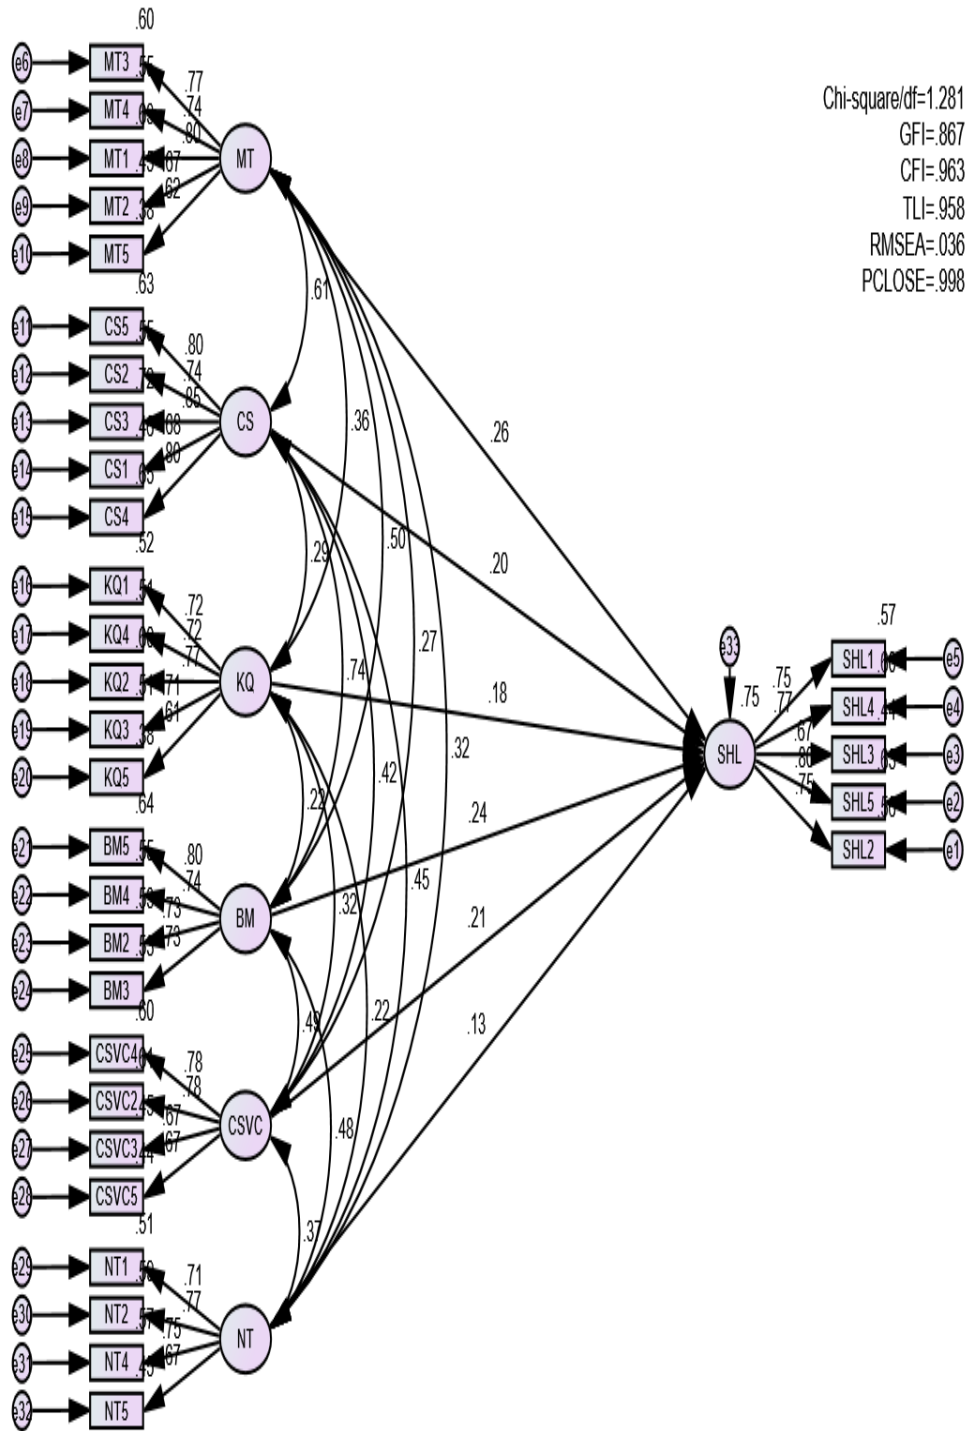 Chi-square/df=1.281
GFI=.867
CFI=.963
TLI=.958
RMSEA=.036
PCLOSE=.998
.60
e6 MT3 .77
e7 MT4 .74
e8 MT1 .80
e9 MT2 .67
e10 MT5 .62
MT
.63
e11 CS5 .80
e12 CS2 .74
e13 CS3 .85
e14 CS1 .68
e15 CS4 .80
CS
.52
e16 KQ1 .72
e17 KQ4 .72
e18 KQ2 .77
e19 KQ3 .71
e20 KQ5 .61
KQ
.64
e21 BM5 .80
e22 BM4 .74
e23 BM2 .73
e24 BM3 .73
BM
.60
e25 CSVC4 .78
e26 CSVC2 .78
e27 CSVC3 .67
e28 CSVC5 .67
CSVC
.51
e29 NT1 .71
e30 NT2 .77
e31 NT4 .75
e32 NT5 .67
NT
.61
.36
.50
.27
.32
.29
.74
.42
.45
.22
.32
.22
.49
.48
.37
.26
.20
.18
.24
.21
.13
e33
.75
SHL
.57
.75 SHL1 e5
.77 SHL4 e4
.67 SHL3 e3
.80 SHL5 e2
.75 SHL2 e1